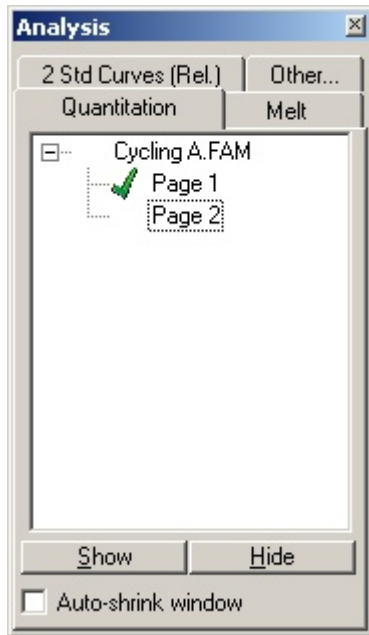 Analysis
2 Std Curves (Rel.) Other...
Quantitation Melt
Cycling A.FAM
Page 1
Page 2
Show Hide
Auto-shrink window